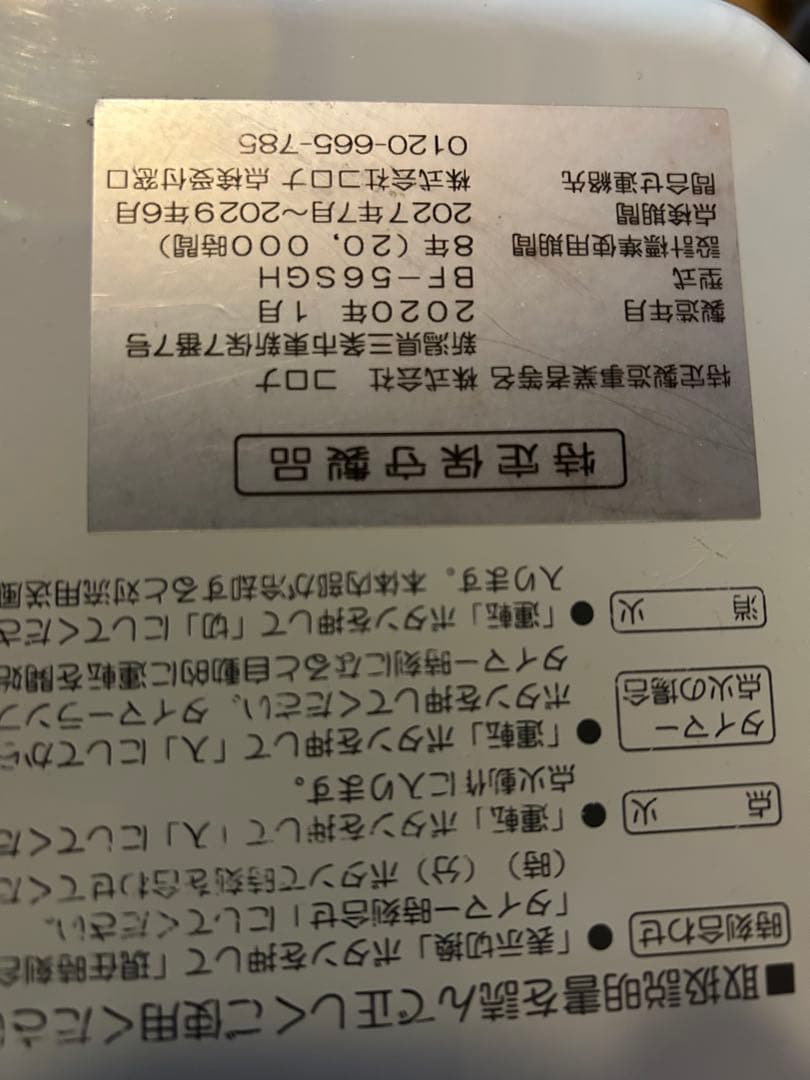 ■取扱説明書を読んで正しくご使用くださ
時刻合わせ ●「表示切換」ボタンを押して「現在時刻合
「タイマー時刻合せ」にしてください。
(時)(分)ボタンで時刻を合わせてくだ
点火 ●「運転」ボタンを押して「入」にしてくだ
点火動作に入ります。
タイマー点火の場合 ●「運転」ボタンを押して「入」にしてから
ボタンを押してください。タイマーランプ
タイマー時刻になると自動的に運転を開始
消火 ●「運転」ボタンを押して「切」にしてくださ
入ります。本体内部が冷却すると対流用送風
特定保守製品
特定製造事業者等名 株式会社 コロナ
新潟県三条市東新保7番7号
製造年月 2020年 1月
型式 BF-56SGH
設計標準使用期間 8年(20,000時間)
点検期間 2027年7月~2029年6月
問合せ連絡先 株式会社コロナ 点検受付窓口
0120-665-785